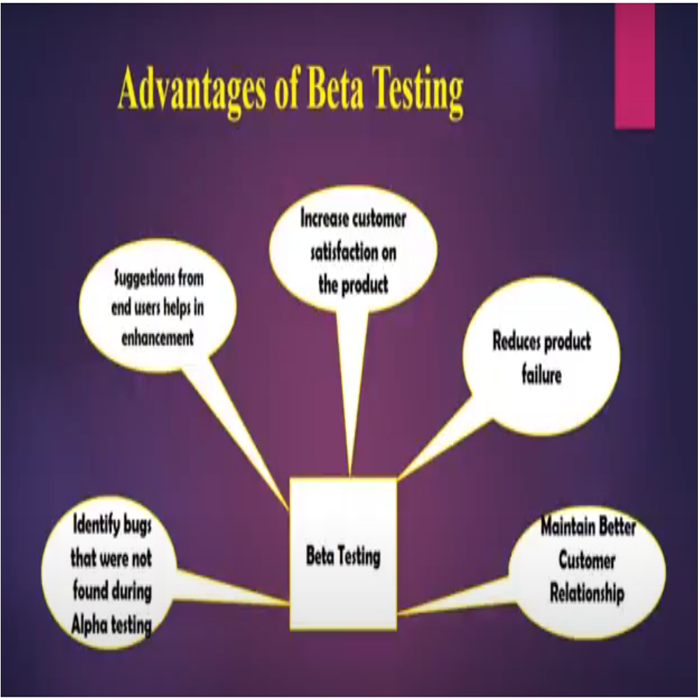 Advantages of Beta Testing
Increase customer
satisfaction on
the product
Suggestions from
end users helps in
enhancement
Reduces product
failure
Identify bugs
that were not
found during
Alpha testing
Beta Testing
Maintain Better
Customer
Relationship